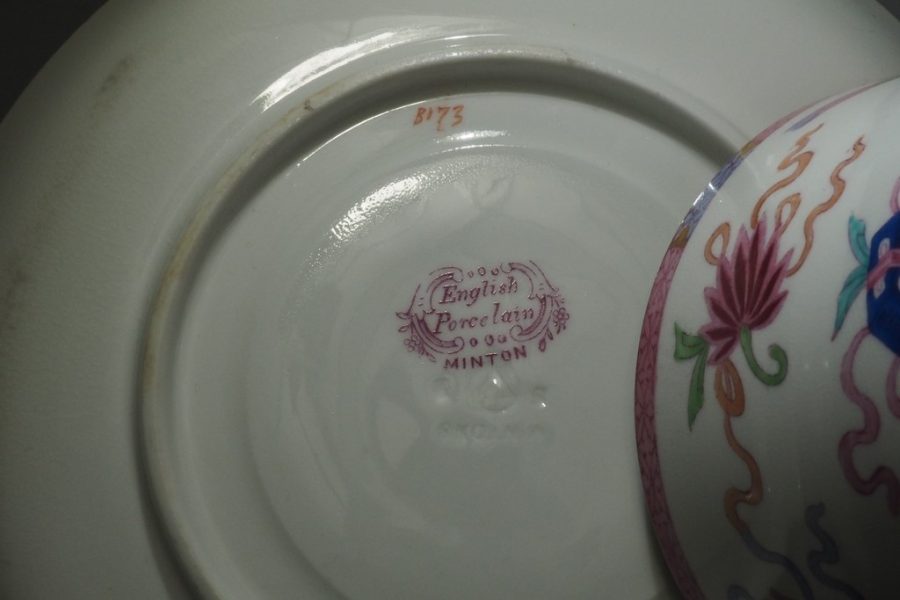 B173
English
Porcelain
MINTON